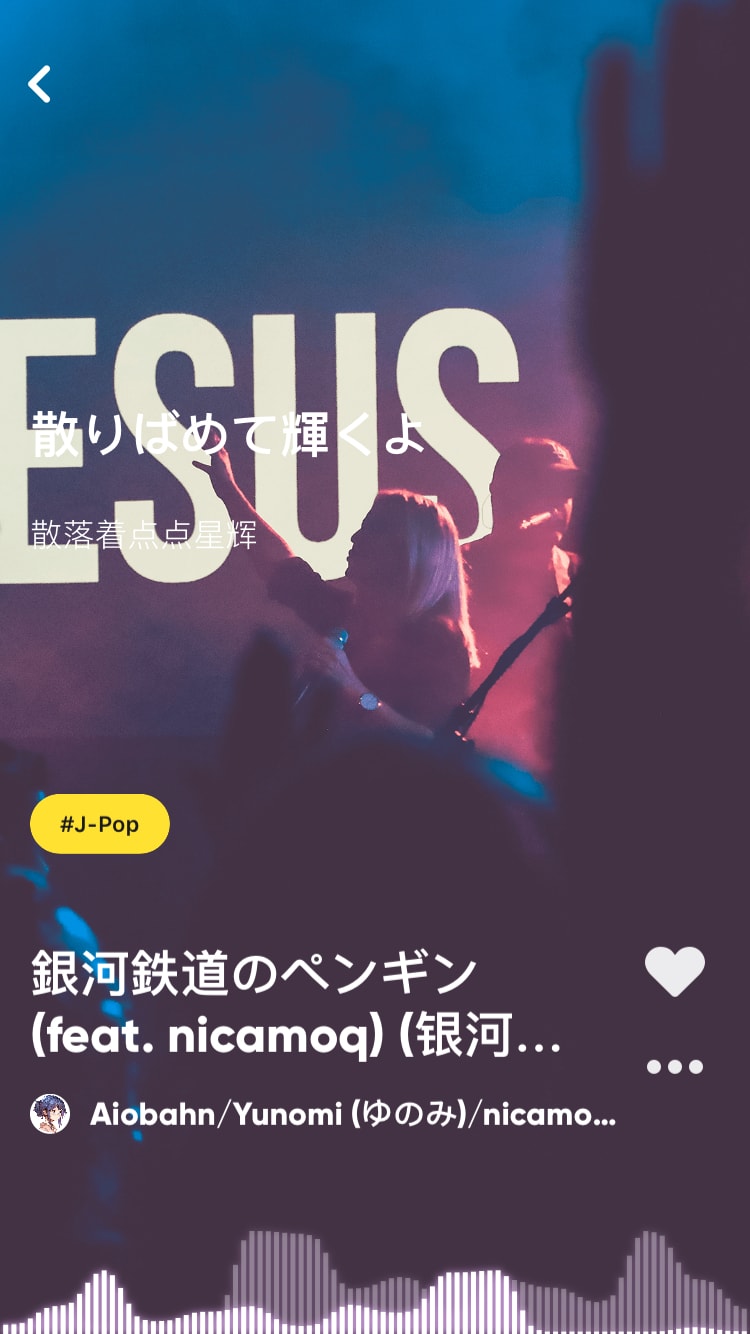 ESUS
散りばめて輝くよ
散落着点点星辉
#J-Pop
銀河鉄道のペンギン
(feat. nicamoq) (银河...
Aiobahn/Yunomi (ゆのみ)/nicamo...